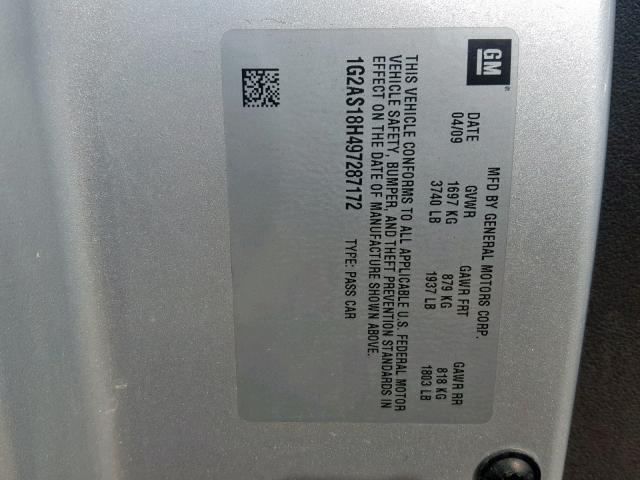 GM
MFD BY GENERAL MOTORS CORP.
DATE GVWR GAWR FRT GAWR RR
04/09 1697 KG 879 KG 818 KG
3740 LB 1937 LB 1803 LB
THIS VEHICLE CONFORMS TO ALL APPLICABLE U.S. FEDERAL MOTOR
VEHICLE SAFETY, BUMPER, AND THEFT PREVENTION STANDARDS IN
EFFECT ON THE DATE OF MANUFACTURE SHOWN ABOVE.
1G2AS18H497287172 TYPE: PASS CAR